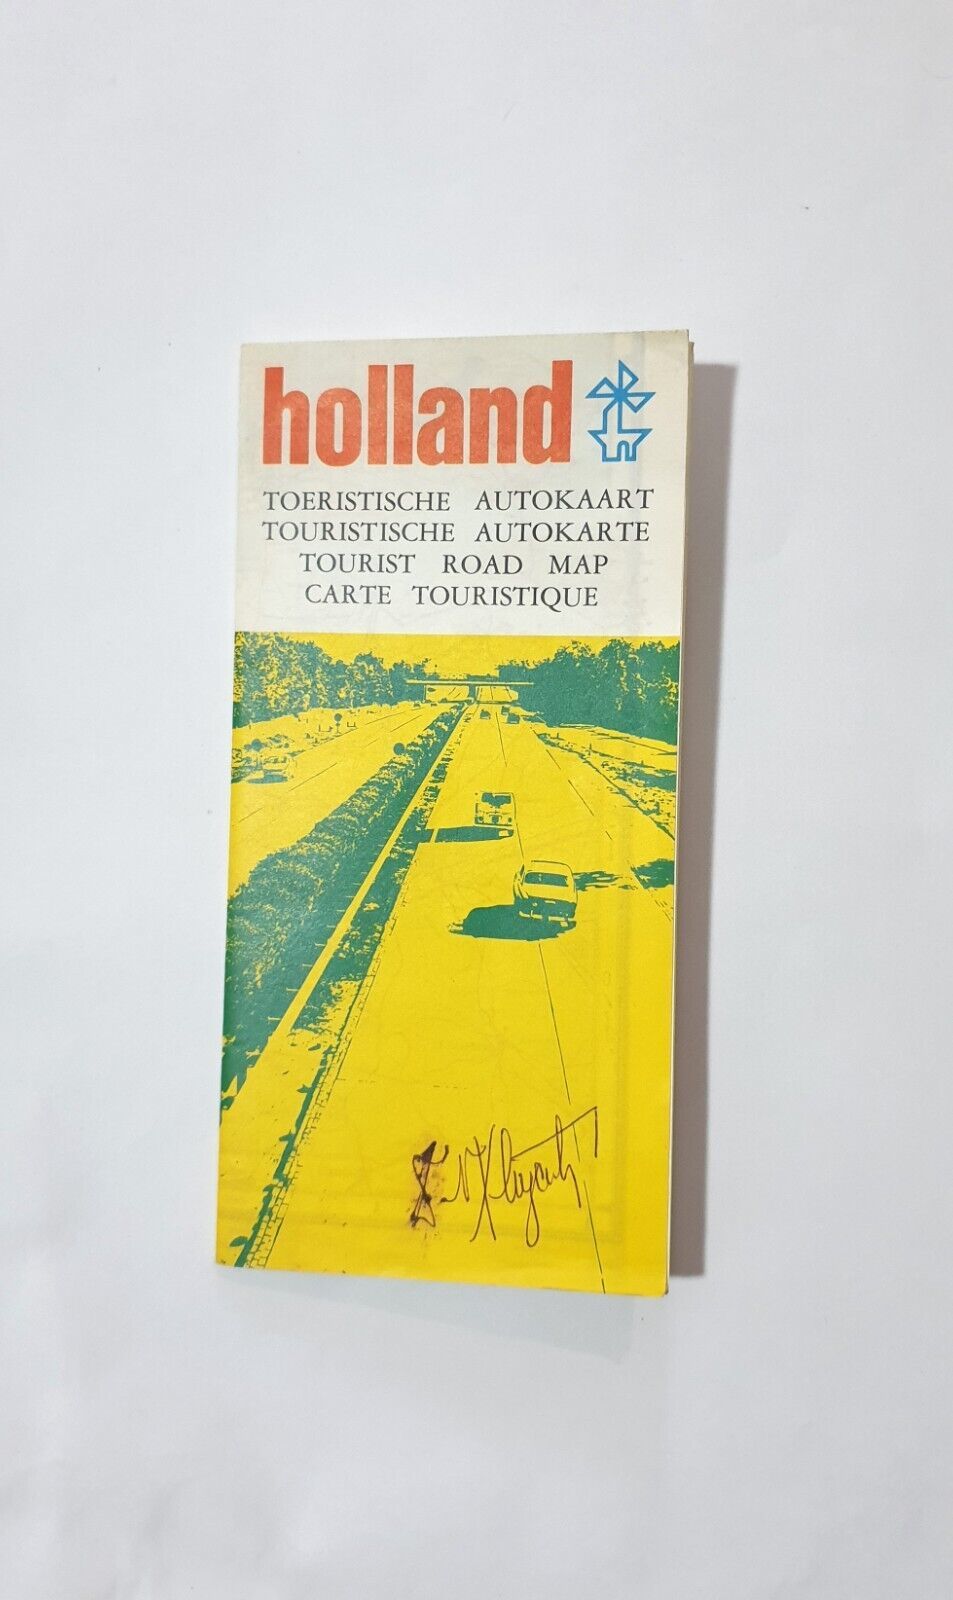 holland
TOERISTISCHE AUTOKAART
TOURISTISCHE AUTOKARTE
TOURIST ROAD MAP
CARTE TOURISTIQUE